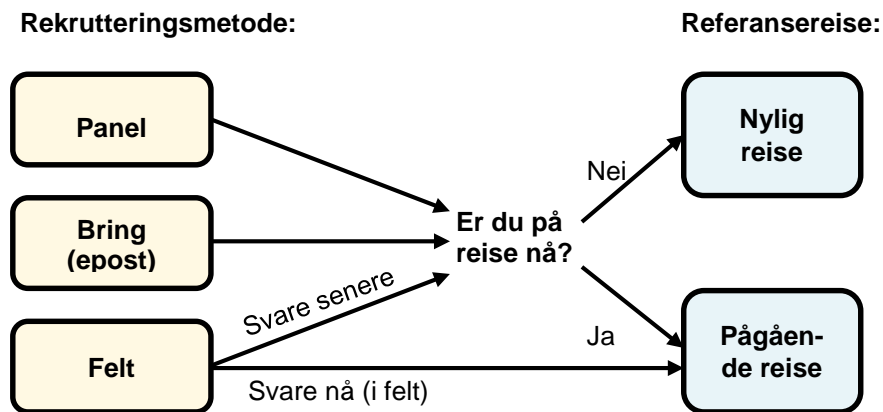 Rekrutteringsmetode:
Referansereise:
Panel
Bring
(epost)
Felt
Svare senere
Svare nå (i felt)
Er du på
reise nå?
Nei
Ja
Nylig
reise
Pågåen-
de reise